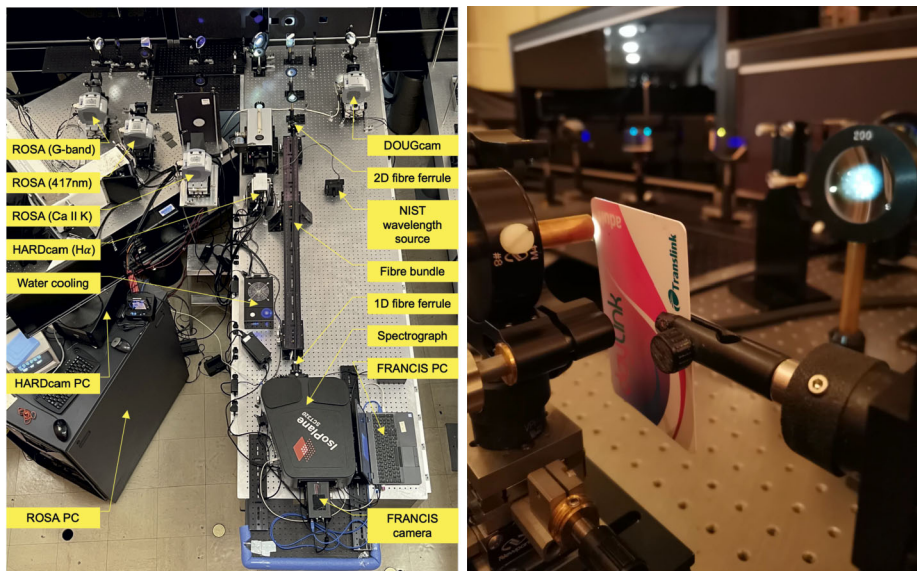 ROSA (G-band)
ROSA (417nm)
ROSA (Ca II K)
HARDcam (Hα)
Water cooling
HARDcam PC
ROSA PC
DOUGcam
2D fibre ferrule
NIST
wavelength
source
Fibre bundle
1D fibre ferrule
Spectrograph
FRANCIS PC
FRANCIS
camera
IsoPlane
SCT320
200
Translink
Link